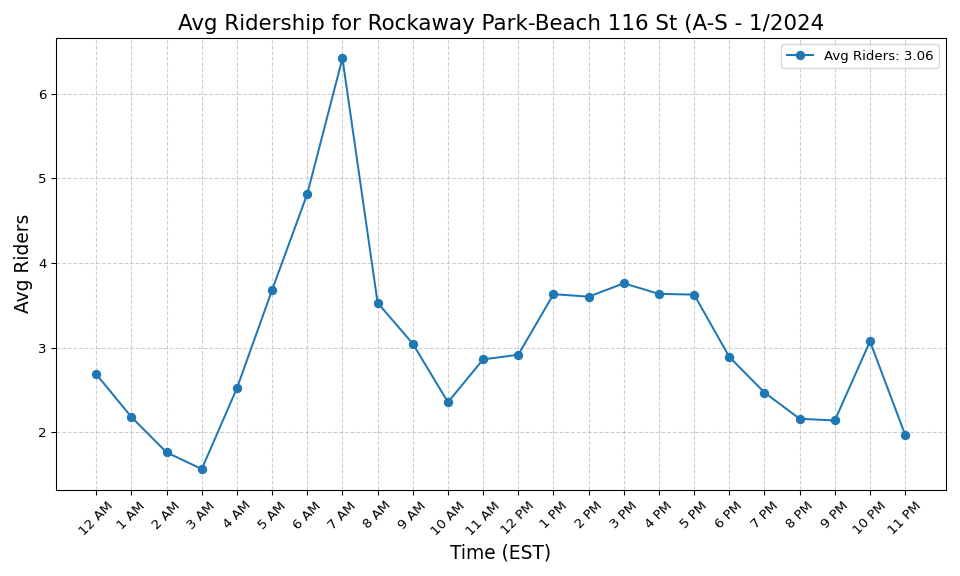 Avg Ridership for Rockaway Park-Beach 116 St (A-S - 1/2024
Avg Riders: 3.06
Avg Riders
6
5
4
3
2
12 AM
1 AM
2 AM
3 AM
4 AM
5 AM
6 AM
7 AM
8 AM
9 AM
10 AM
11 AM
12 PM
1 PM
2 PM
3 PM
4 PM
5 PM
6 PM
7 PM
8 PM
9 PM
10 PM
11 PM
Time (EST)